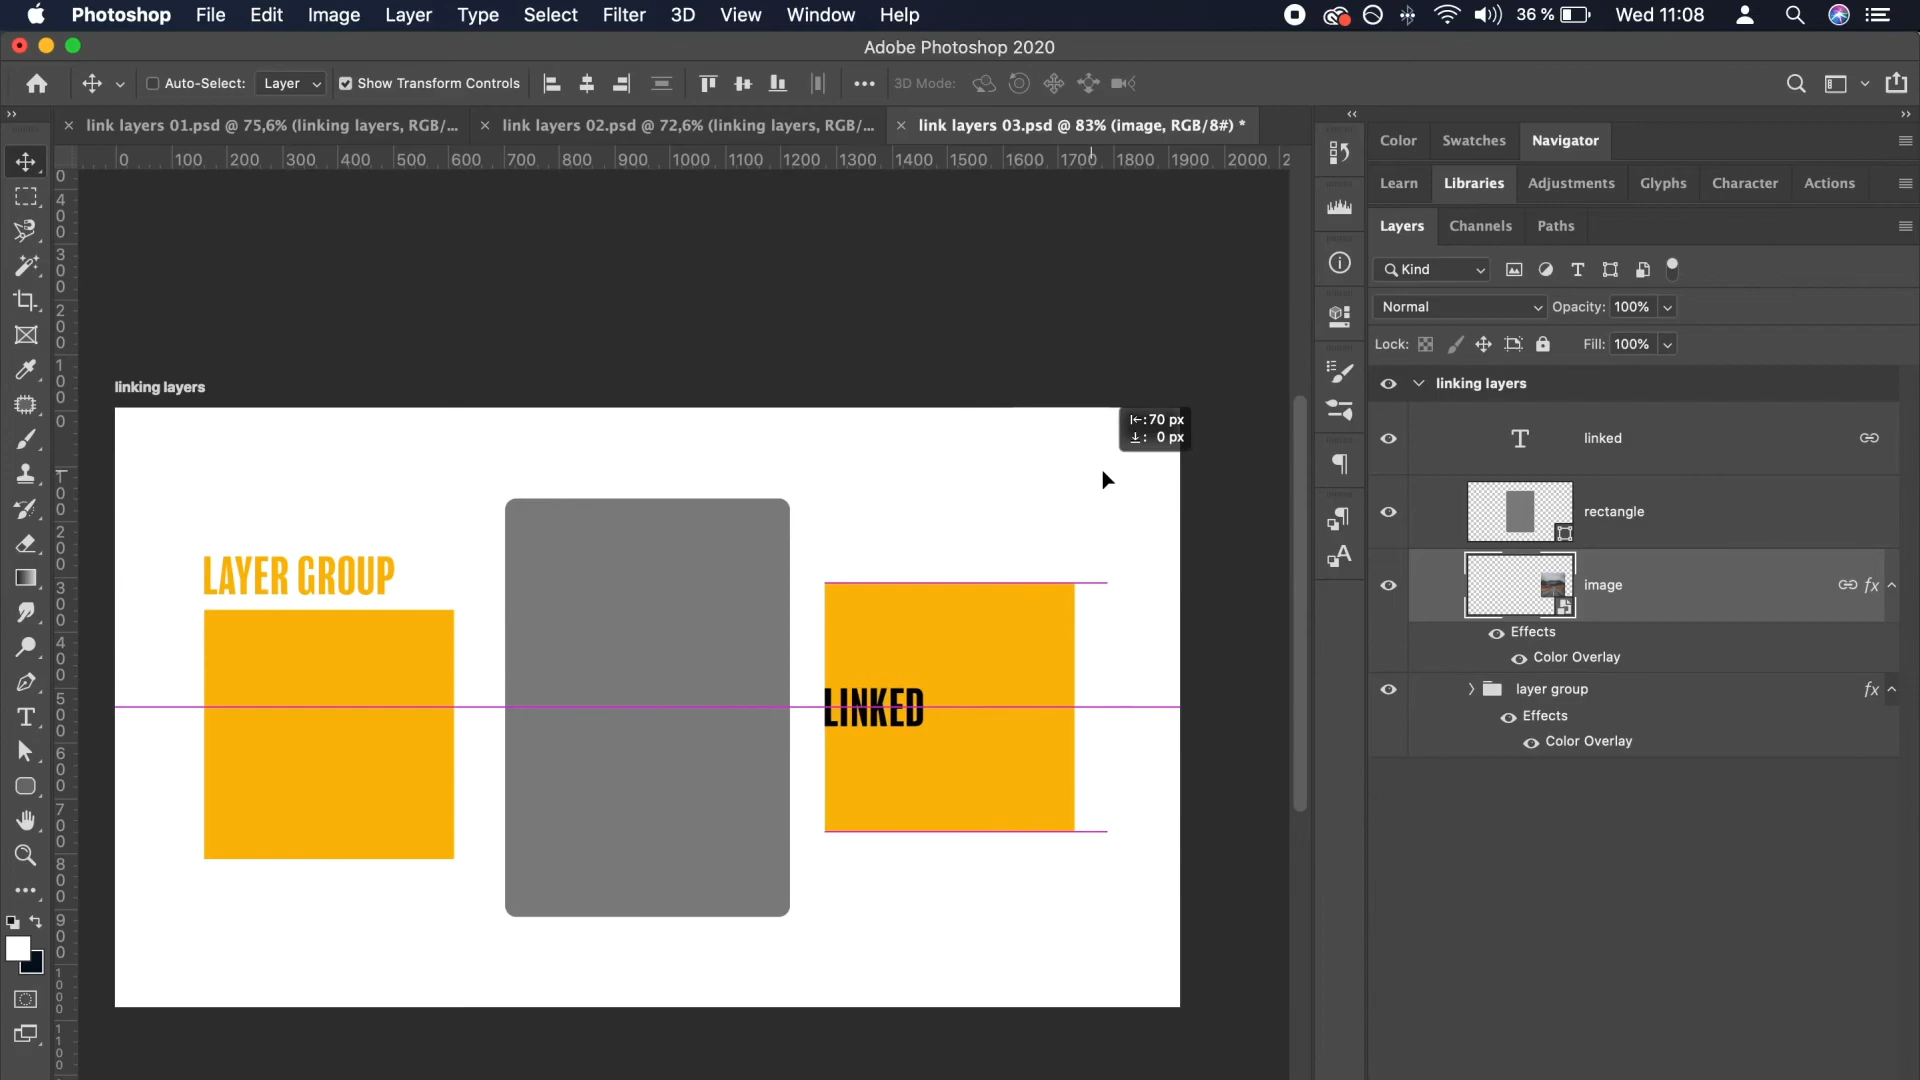 Photoshop File Edit Image Layer Type Select Filter 3D View Window Help
36 % Wed 11:08
Adobe Photoshop 2020
Auto-Select: Layer Show Transform Controls 3D Mode:
link layers 01.psd @ 75,6% (linking layers, RGB/...
link layers 02.psd @ 72,6% (linking layers, RGB/...
link layers 03.psd @ 83% (image, RGB/8#) *
0 100 200 300 400 500 600 700 800 900 1000 1100 1200 1300 1400 1500 1600 1700 1800 1900 2000 2
Color Swatches Navigator
Learn Libraries Adjustments Glyphs Character Actions
Layers Channels Paths
Kind
Normal Opacity: 100%
Lock: Fill: 100%
linking layers
linked
rectangle
image fx
Effects
Color Overlay
layer group fx
Effects
Color Overlay
linking layers
70 px
0 px
LAYER GROUP
LINKED